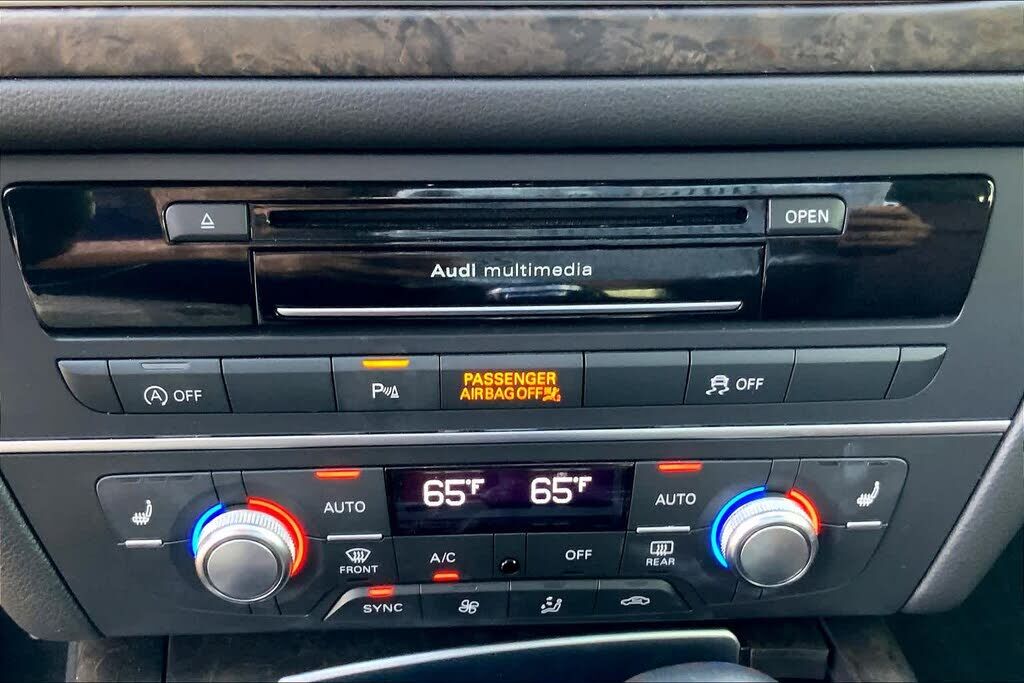 OPEN
Audi multimedia
(A) OFF
P
PASSENGER
AIRBAG OFF
OFF
65°F 65°F
AUTO
AUTO
A/C
OFF
FRONT
REAR
SYNC